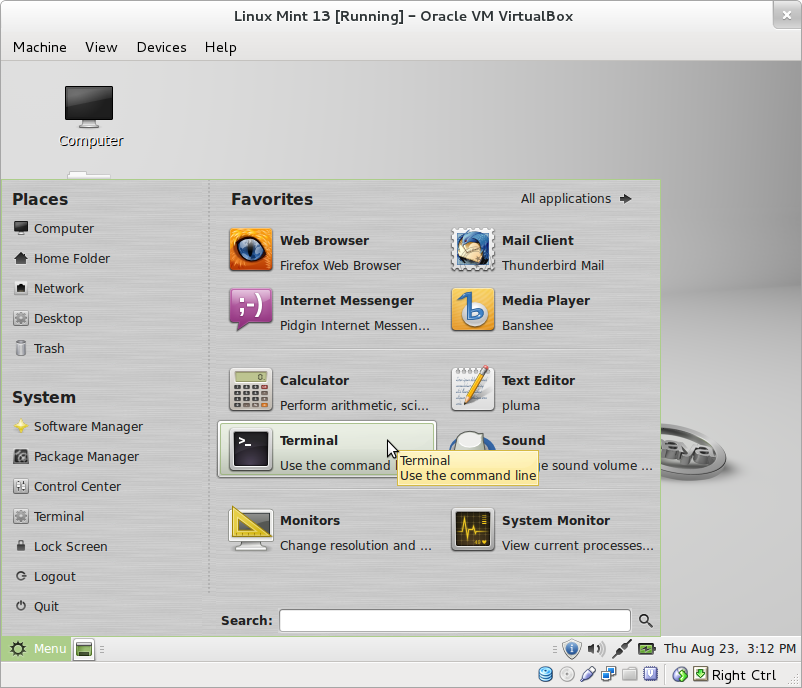 Linux Mint 13 [Running] – Oracle VM VirtualBox
Machine View Devices Help
Computer
Places
Computer
Home Folder
Network
Desktop
Trash
System
Software Manager
Package Manager
Control Center
Terminal
Lock Screen
Logout
Quit
Favorites
All applications
Web Browser
Firefox Web Browser
Mail Client
Thunderbird Mail
Internet Messenger
Pidgin Internet Messen...
Media Player
Banshee
Calculator
Perform arithmetic, sci...
Text Editor
pluma
Terminal
Use the command
Sound
sound volume ...
Terminal
Use the command line
Monitors
Change resolution and ...
System Monitor
View current processes...
Search:
Menu
Thu Aug 23, 3:12 PM
Right Ctrl